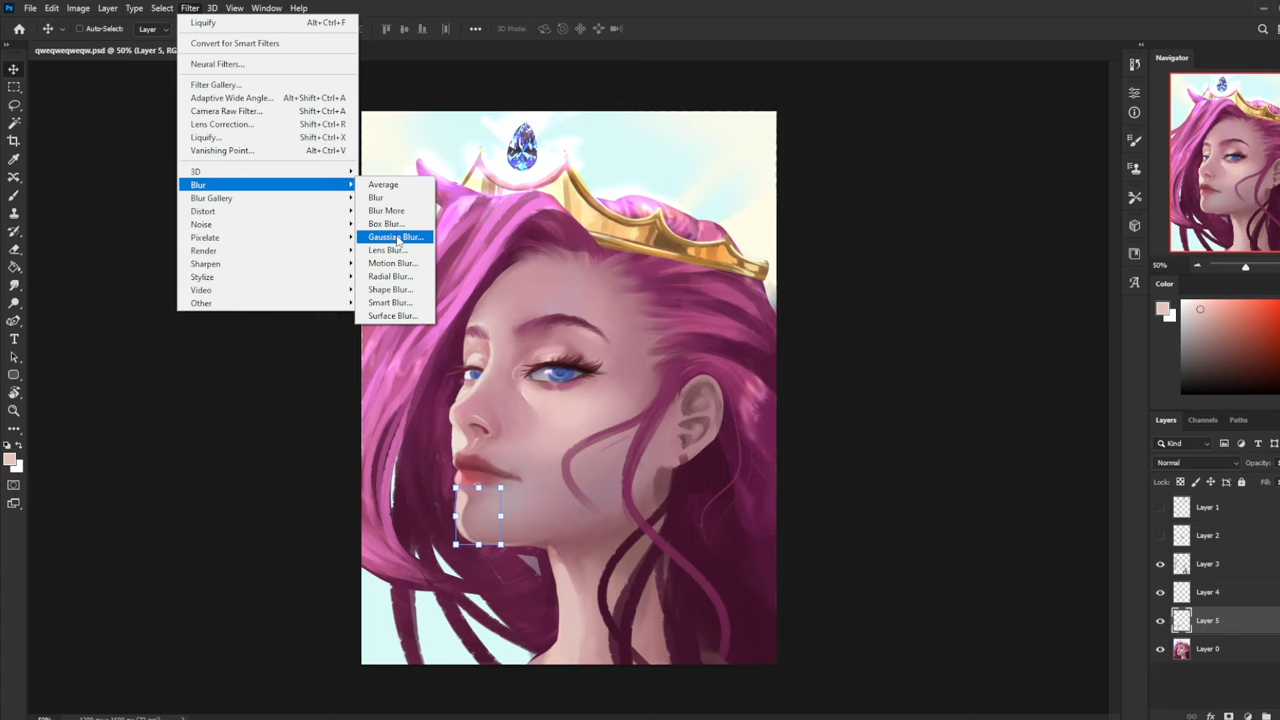 Ps File Edit Image Layer Type Select Filter 3D View Window Help
Auto-Select: Layer 3D Mode:
qweqweqweqw.psd @ 50% (Layer 5,
Liquify Alt+Ctrl+F
Convert for Smart Filters
Neural Filters...
Filter Gallery...
Adaptive Wide Angle... Alt+Shift+Ctrl+A
Camera Raw Filter... Shift+Ctrl+A
Lens Correction... Shift+Ctrl+R
Liquify... Shift+Ctrl+X
Vanishing Point... Alt+Ctrl+V
3D
Blur
Blur Gallery
Distort
Noise
Pixelate
Render
Sharpen
Stylize
Video
Other
Average
Blur
Blur More
Box Blur...
Gaussian Blur...
Lens Blur...
Motion Blur...
Radial Blur...
Shape Blur...
Smart Blur...
Surface Blur...
Navigator
50%
Color
Layers Channels Paths
Kind
Normal Opacity:
Lock:
Layer 1
Layer 2
Layer 3
Layer 4
Layer 5
Layer 0